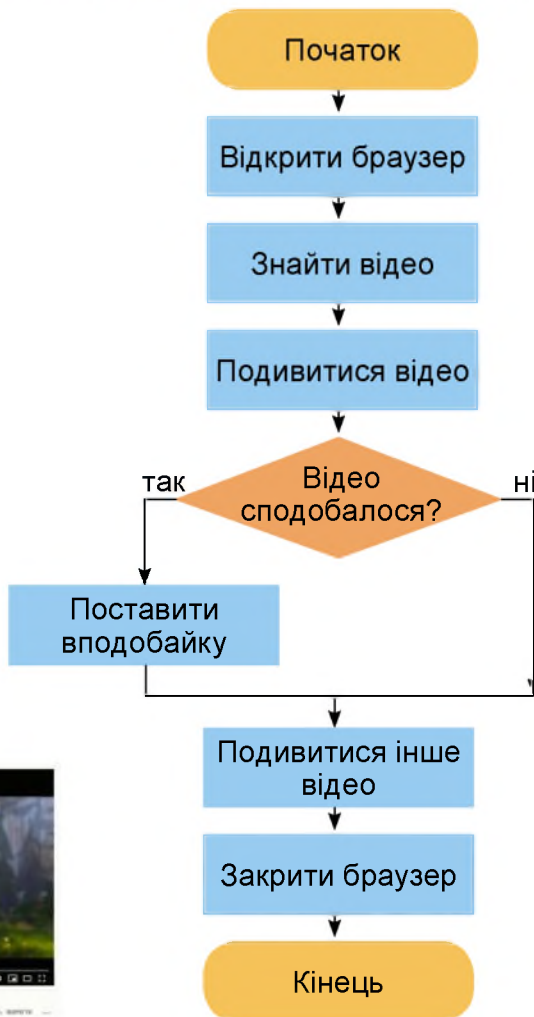 Початок
Відкрити браузер
Знайти відео
Подивитися відео
так
Відео
сподобалося?
ні
Поставити
вподобайку
Подивитися інше
відео
Закрити браузер
Кінець